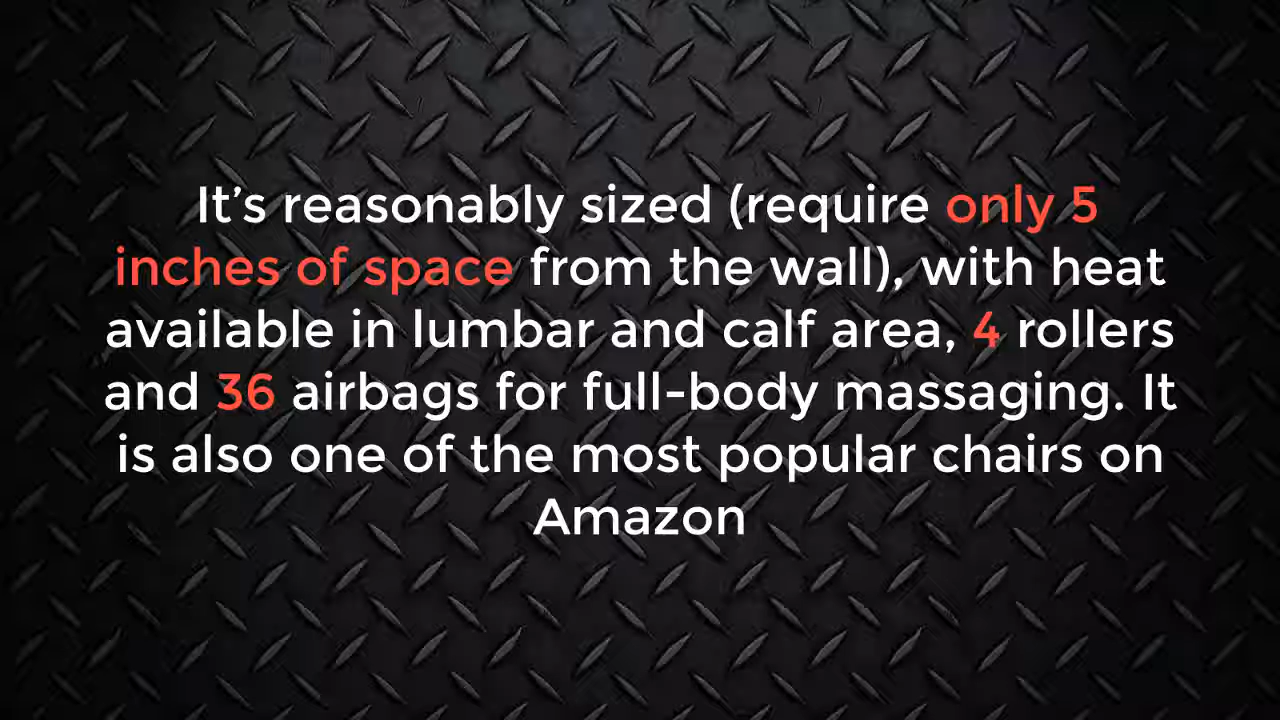 It’s reasonably sized (require only 5
inches of space from the wall), with heat
available in lumbar and calf area, 4 rollers
and 36 airbags for full-body massaging. It
is also one of the most popular chairs on
Amazon